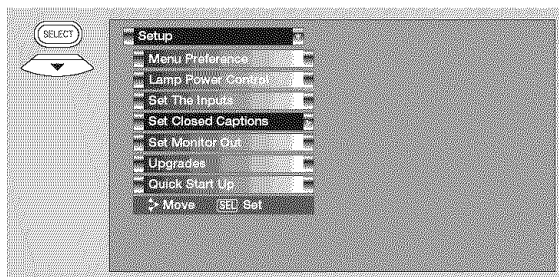 SELECT
Setup
Menu Preference
Lamp Power Control
Set The Inputs
Set Closed Captions
Set Monitor Out
Upgrades
Quick Start Up
Move SEL Set